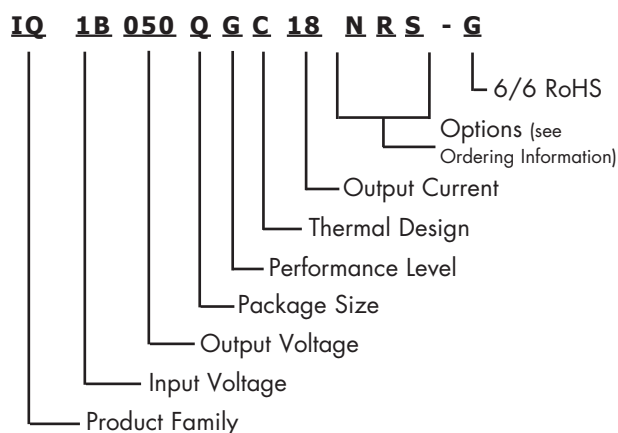 IQ 1B 050 Q G C 18 N R S - G
6/6 RoHS
Options (see
Ordering Information)
Output Current
Thermal Design
Performance Level
Package Size
Output Voltage
Input Voltage
Product Family